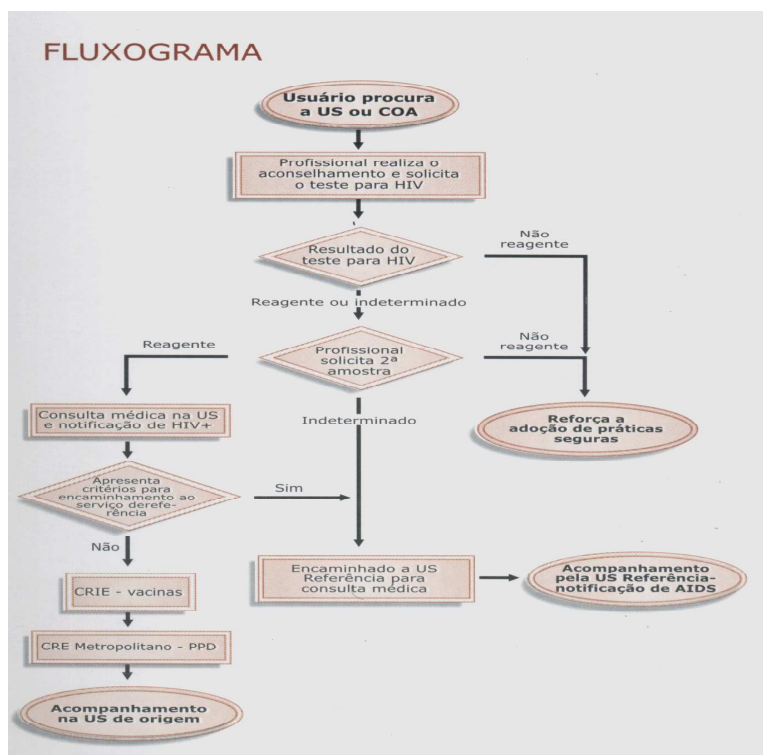 FLUXOGRAMA
Usuário procura
a US ou COA
Profissional realiza o
aconselhamento e solicita
o teste para HIV
Resultado do
teste para HIV
Não
reagente
Reagente ou indeterminado
Reagente
Profissional
solicita 2ª
amostra
Não
reagente
Consulta médica na US
e notificação de HIV+
Indeterminado
Reforça a
adoção de práticas
seguras
Apresenta
critérios para
encaminhamento ao
serviço derefe-
rência
Sim
Não
CRIE - vacinas
Encaminhado a US
Referência para
consulta médica
Acompanhamento
pela US Referência-
notificação de AIDS
CRE Metropolitano - PPD
Acompanhamento
na US de origem